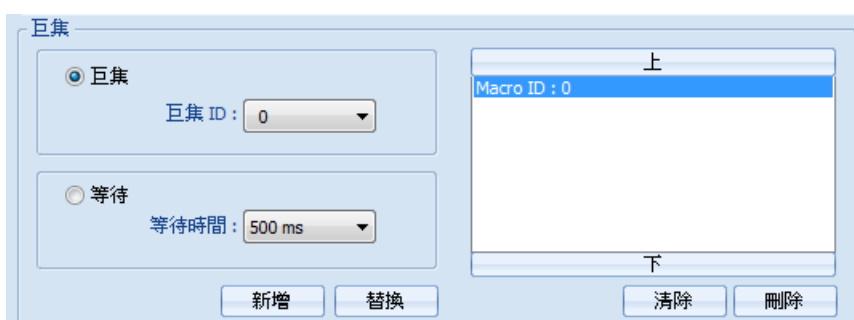 巨集
巨集
巨集 ID : 0
等待
等待時間 : 500 ms
新增 替換
上
Macro ID : 0
下
清除 刪除